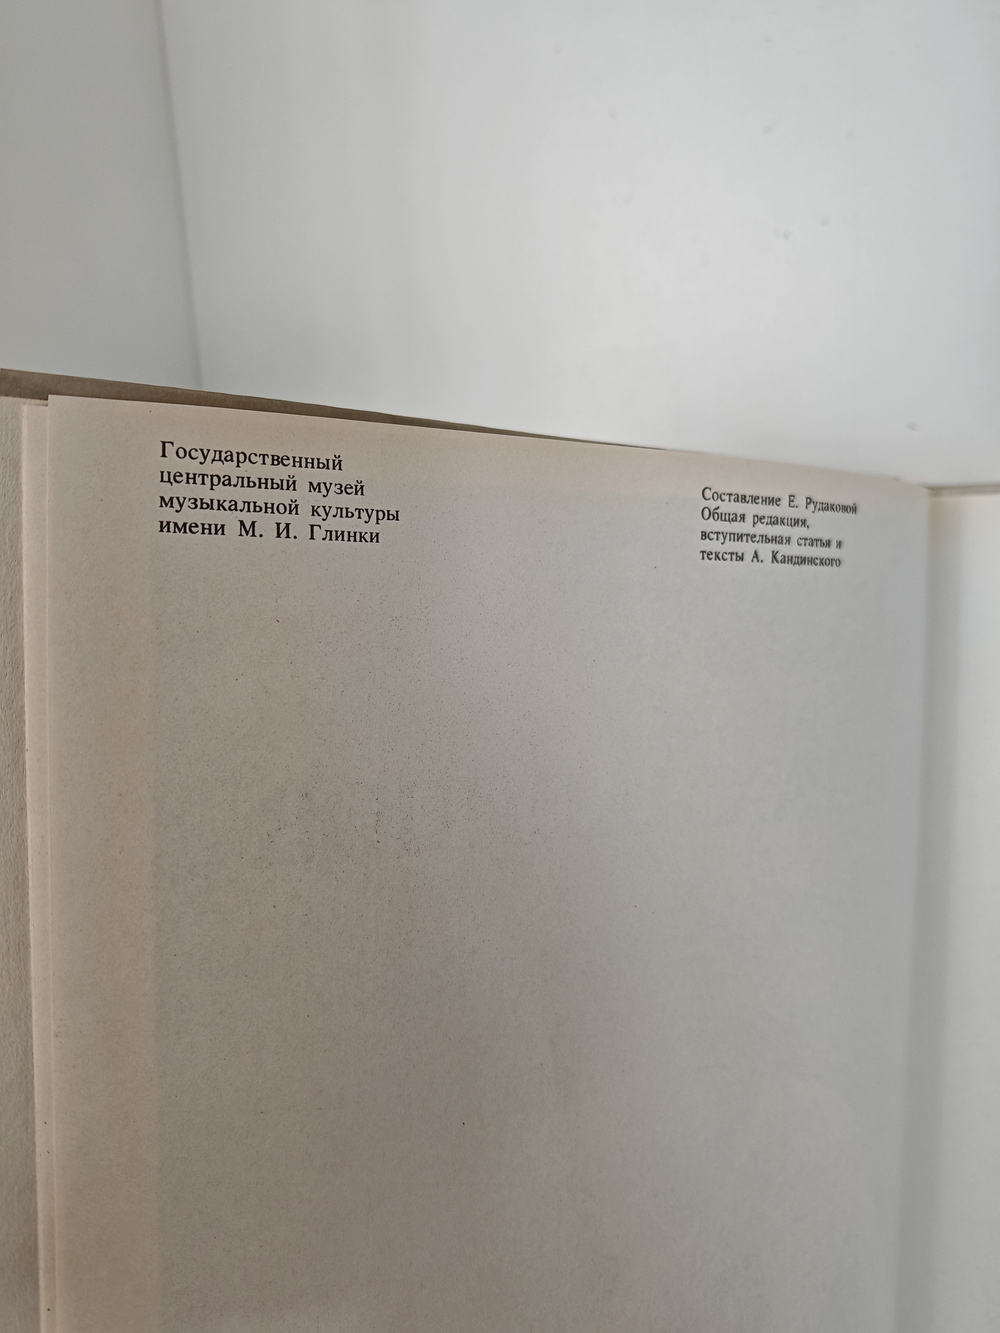 Государственный
центральный музей
музыкальной культуры
имени М. И. Глинки
Составление Е. Рудаковой
Общая редакция,
вступительная статья и
тексты А. Кандинского